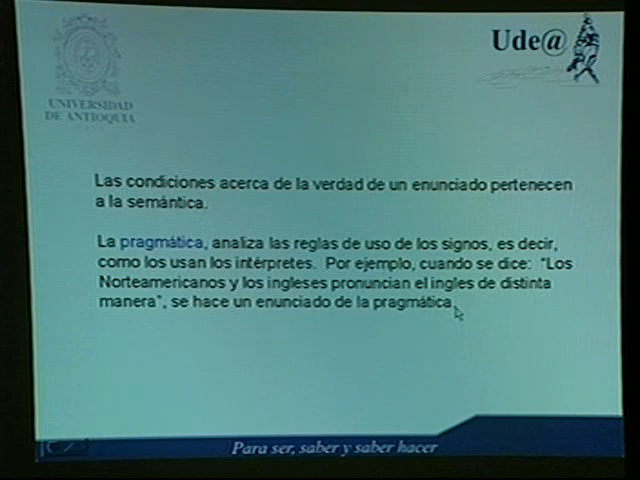 UNIVERSIDAD
DE ANTIOQUIA
Ude@
Las condiciones acerca de la verdad de un enunciado pertenecen
a la semántica.
La pragmática, analiza las reglas de uso de los signos, es decir,
como los usan los intérpretes. Por ejemplo, cuando se dice: "Los
Norteamericanos y los ingleses pronuncian el ingles de distinta
manera", se hace un enunciado de la pragmática.
Para ser, saber y saber hacer